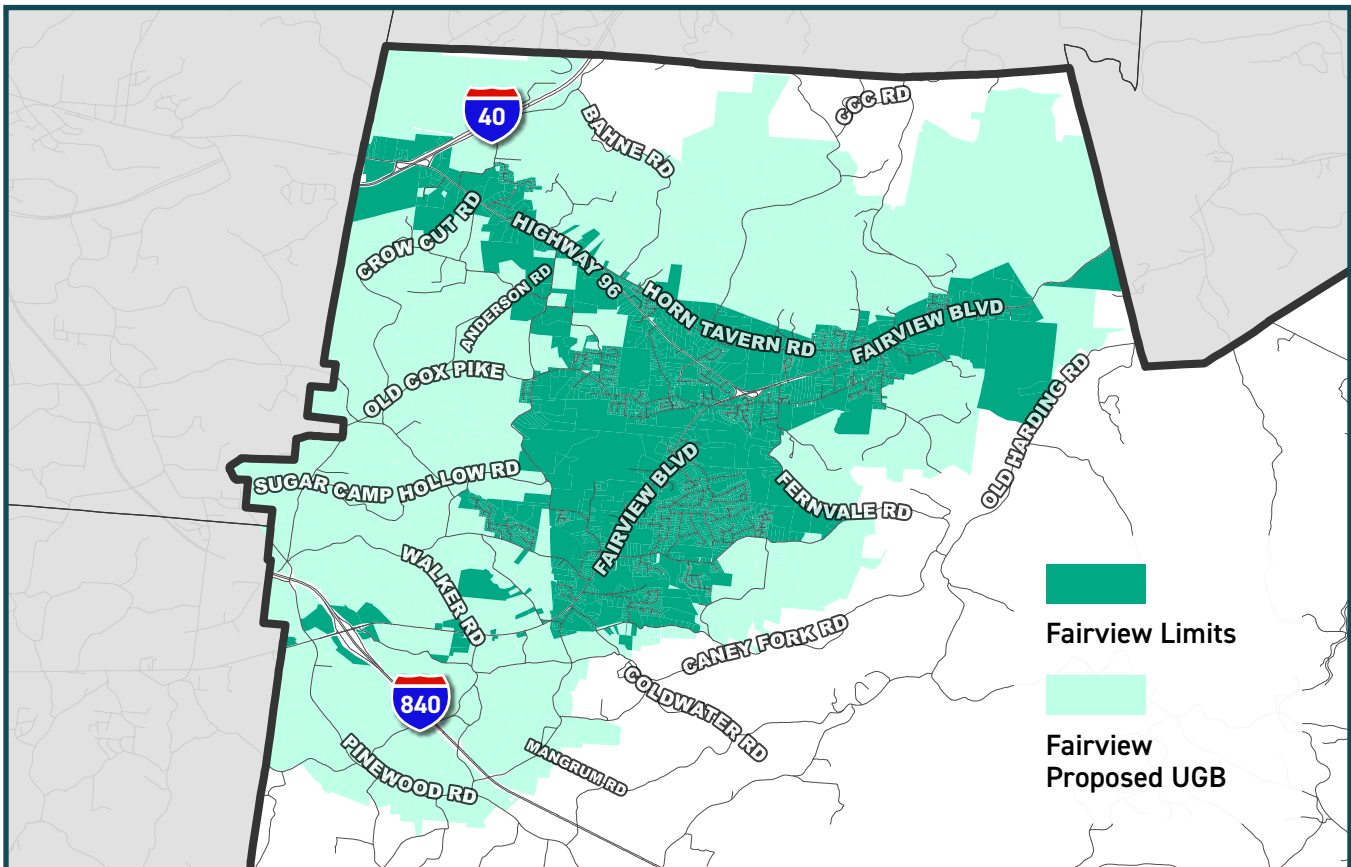 40
BAHNE RD
CCC RD
CROW CUT RD
HIGHWAY 96
ANDERSON RD
HORN TAVERN RD
FAIRVIEW BLVD
OLD COX PIKE
OLD HARDING RD
SUGAR CAMP HOLLOW RD
FAIRVIEW BLVD
FERNVALE RD
WALKER RD
CANEY FORK RD
COLDWATER RD
840
PINEWOOD RD
MANGRUM RD
Fairview Limits
Fairview
Proposed UGB